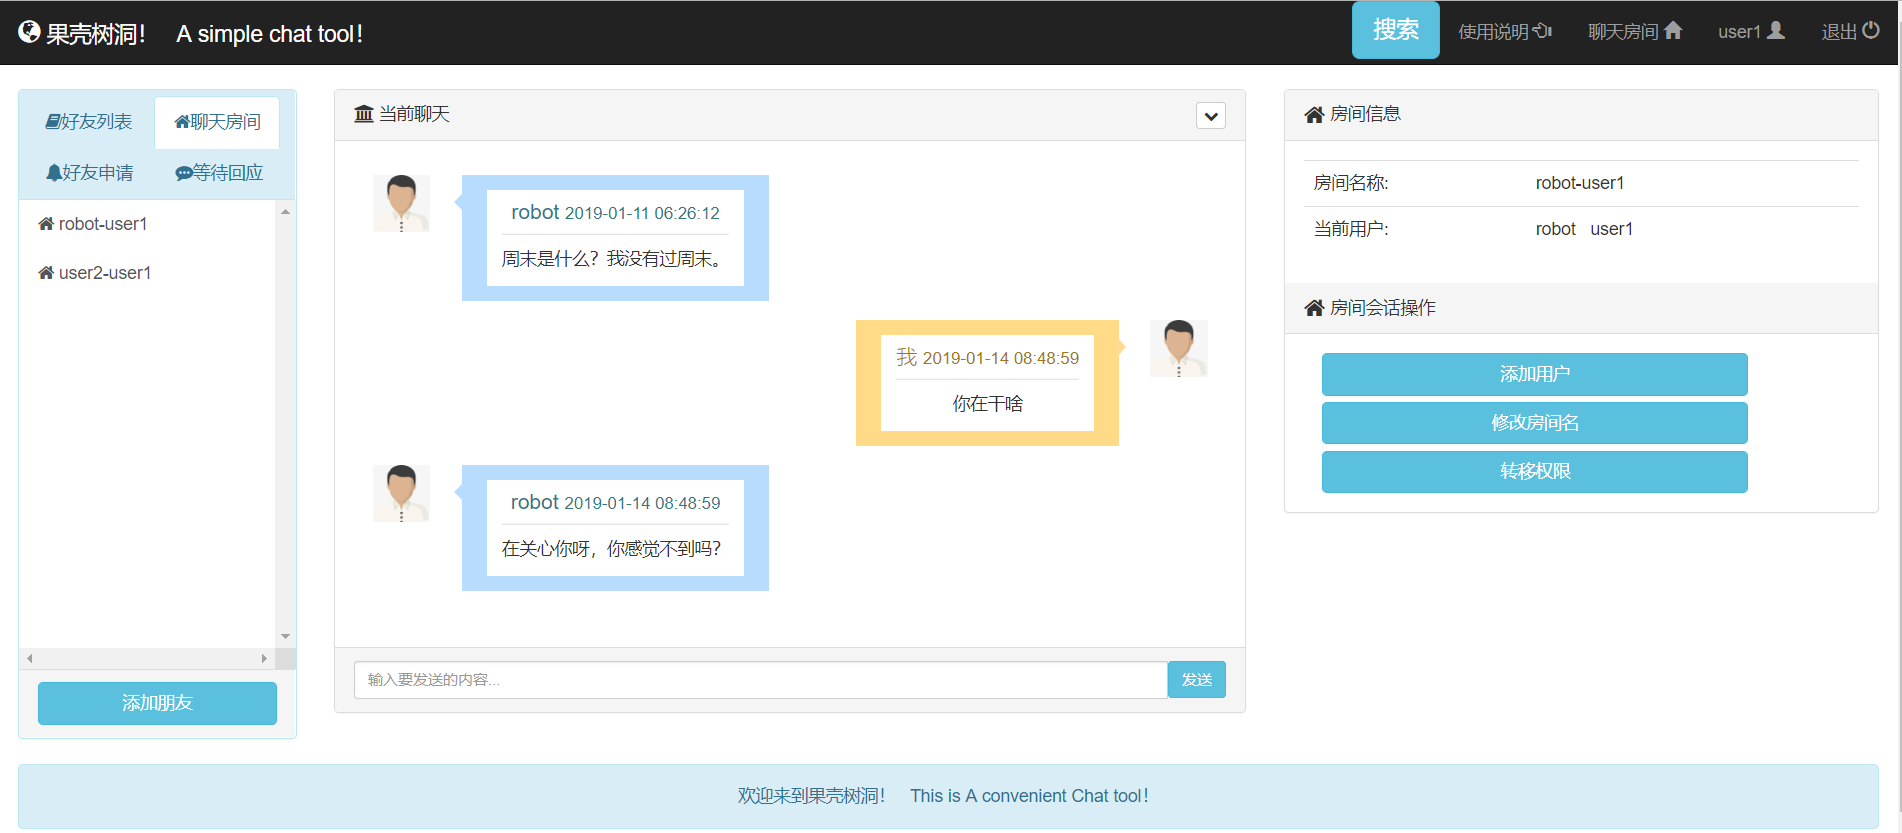 果壳树洞！ A simple chat tool！ 搜索 使用说明 聊天房间 user1 退出
好友列表 聊天房间
好友申请 等待回应
robot-user1
user2-user1
添加朋友
当前聊天
robot 2019-01-11 06:26:12
周末是什么？我没有过周末。
我 2019-01-14 08:48:59
你在干啥
robot 2019-01-14 08:48:59
在关心你呀，你感觉不到吗？
输入要发送的内容... 发送
房间信息
房间名称: robot-user1
当前用户: robot user1
房间会话操作
添加用户
修改房间名
转移权限
欢迎来到果壳树洞！ This is A convenient Chat tool！